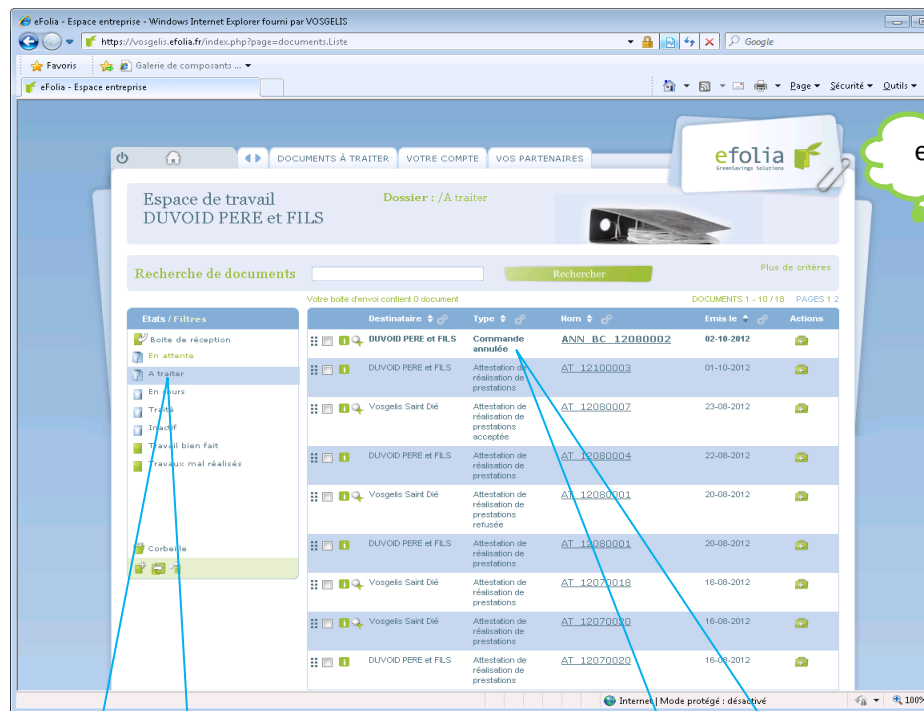 eFolia - Espace entreprise - Windows Internet Explorer fourni par VOSGELIS
https://vosgelis.efolia.fr/index.php?page=documents.Liste
Google
Favoris
Galerie de composants ...
eFolia - Espace entreprise
Page
Sécurité
Outils
DOCUMENTS À TRAITER
VOTRE COMPTE
VOS PARTENAIRES
efolia
GreenSavings Solutions
e
Espace de travail
DUVOID PERE et FILS
Dossier : /A traiter
Recherche de documents
Rechercher
Plus de critères
Votre boite d'envoi contient 0 document
DOCUMENTS 1 - 10 / 18 PAGES 1 2
Etats / Filtres
Boite de réception
En attente
A traiter
En cours
Traité
Inactif
Travail bien fait
Travaux mal réalisés
Corbeille
Destinataire Type Nom Emis le Actions
DUVOID PERE et FILS Commande ANN_BC_12080002 02-10-2012
annulée
DUVOID PERE et FILS Attestation de AT_12100003 01-10-2012
réalisation de
prestations
Vosgelis Saint Dié Attestation de AT_12080007 23-08-2012
réalisation de
prestations
acceptée
DUVOID PERE et FILS Attestation de AT_12080004 22-08-2012
réalisation de
prestations
Vosgelis Saint Dié Attestation de AT_12080001 20-08-2012
réalisation de
prestations
refusée
DUVOID PERE et FILS Attestation de AT_12080001 20-08-2012
réalisation de
prestations
Vosgelis Saint Dié Attestation de AT_12070018 16-08-2012
réalisation de
prestations
Vosgelis Saint Dié Attestation de AT_12070020 16-08-2012
réalisation de
prestations
DUVOID PERE et FILS Attestation de AT_12070020 16-08-2012
réalisation de
prestations
Internet | Mode protégé : désactivé
100%